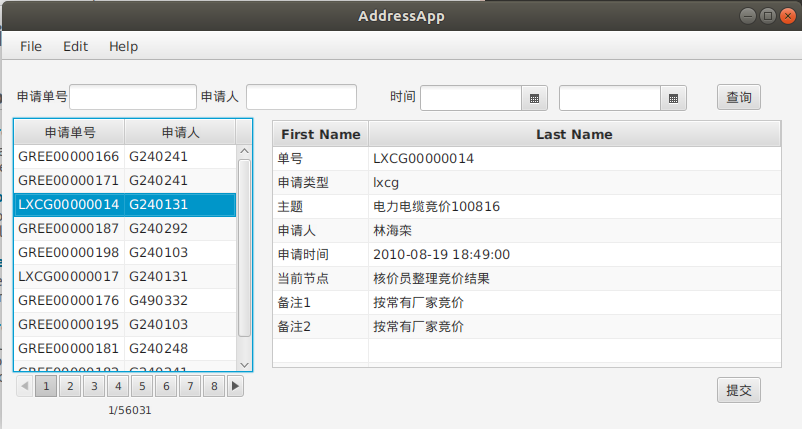 AddressApp
File Edit Help
申请单号 申请人 时间 查询
申请单号 申请人
GREE00000166 G240241
GREE00000171 G240241
LXCG00000014 G240131
GREE00000187 G240292
GREE00000198 G240103
LXCG00000017 G240131
GREE00000176 G490332
GREE00000195 G240103
GREE00000181 G240248
GREE00000182 G240241
1 2 3 4 5 6 7 8
1/56031
First Name Last Name
单号 LXCG00000014
申请类型 lxcg
主题 电力电缆竞价100816
申请人 林海栾
申请时间 2010-08-19 18:49:00
当前节点 核价员整理竞价结果
备注1 按常有厂家竞价
备注2 按常有厂家竞价
提交